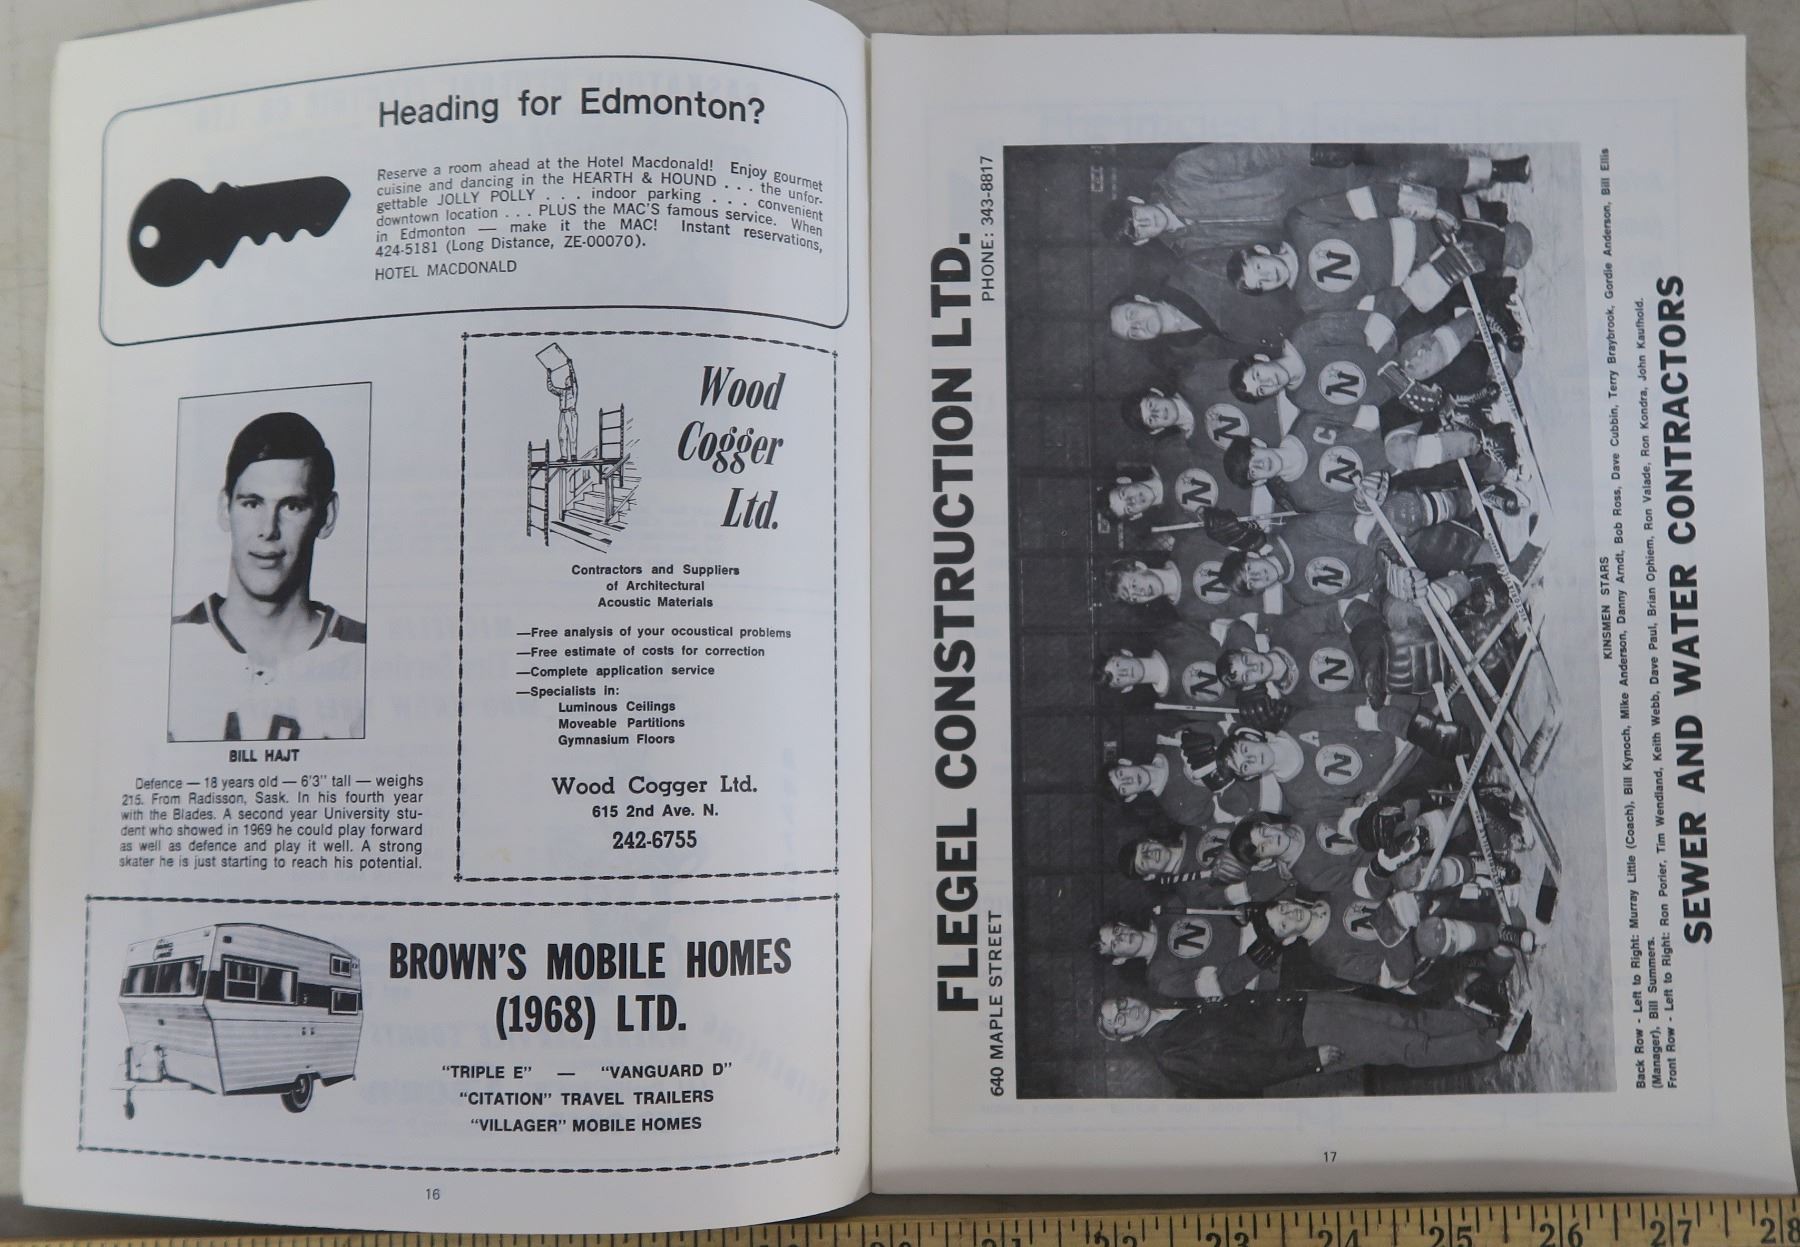 Heading for Edmonton?
Reserve a room ahead at the Hotel Macdonald! Enjoy gourmet
cuisine and dancing in the HEARTH & HOUND . . . the unfor-
gettable JOLLY POLLY . . . indoor parking . . . convenient
downtown location . . . PLUS the MAC'S famous service. When
in Edmonton — make it the MAC! Instant reservations,
424-5181 (Long Distance, ZE-00070).
HOTEL MACDONALD
BILL HAJT
Defence — 18 years old — 6'3" tall — weighs
215. From Radisson, Sask. In his fourth year
with the Blades. A second year University stu-
dent who showed in 1969 he could play forward
as well as defence and play it well. A strong
skater he is just starting to reach his potential.
Wood
Cogger
Ltd.
Contractors and Suppliers
of Architectural
Acoustic Materials
—Free analysis of your ocoustical problems
—Free estimate of costs for correction
—Complete application service
—Specialists in:
Luminous Ceilings
Moveable Partitions
Gymnasium Floors
Wood Cogger Ltd.
615 2nd Ave. N.
242-6755
BROWN'S MOBILE HOMES
(1968) LTD.
"TRIPLE E" — "VANGUARD D"
"CITATION" TRAVEL TRAILERS
"VILLAGER" MOBILE HOMES
16
FLEGEL CONSTRUCTION LTD.
640 MAPLE STREET PHONE: 343-8817
N
N
N
N
C
N
N
N
N
N
N
N
A
N
N
N
KINSMEN STARS
Back Row - Left to Right: Murray Little (Coach), Bill Kynoch, Mike Anderson, Danny Arndt, Bob Ross, Dave Cubbin, Terry Braybrook, Gordie Anderson, Bill Ellis
(Manager), Bill Summers.
Front Row - Left to Right: Ron Porier, Tim Wendland, Keith Webb, Dave Paul, Brian Ophiem, Ron Valade, Ron Kondra, John Kaufhold.
SEWER AND WATER CONTRACTORS
17
22
23
24
25
26
27
28